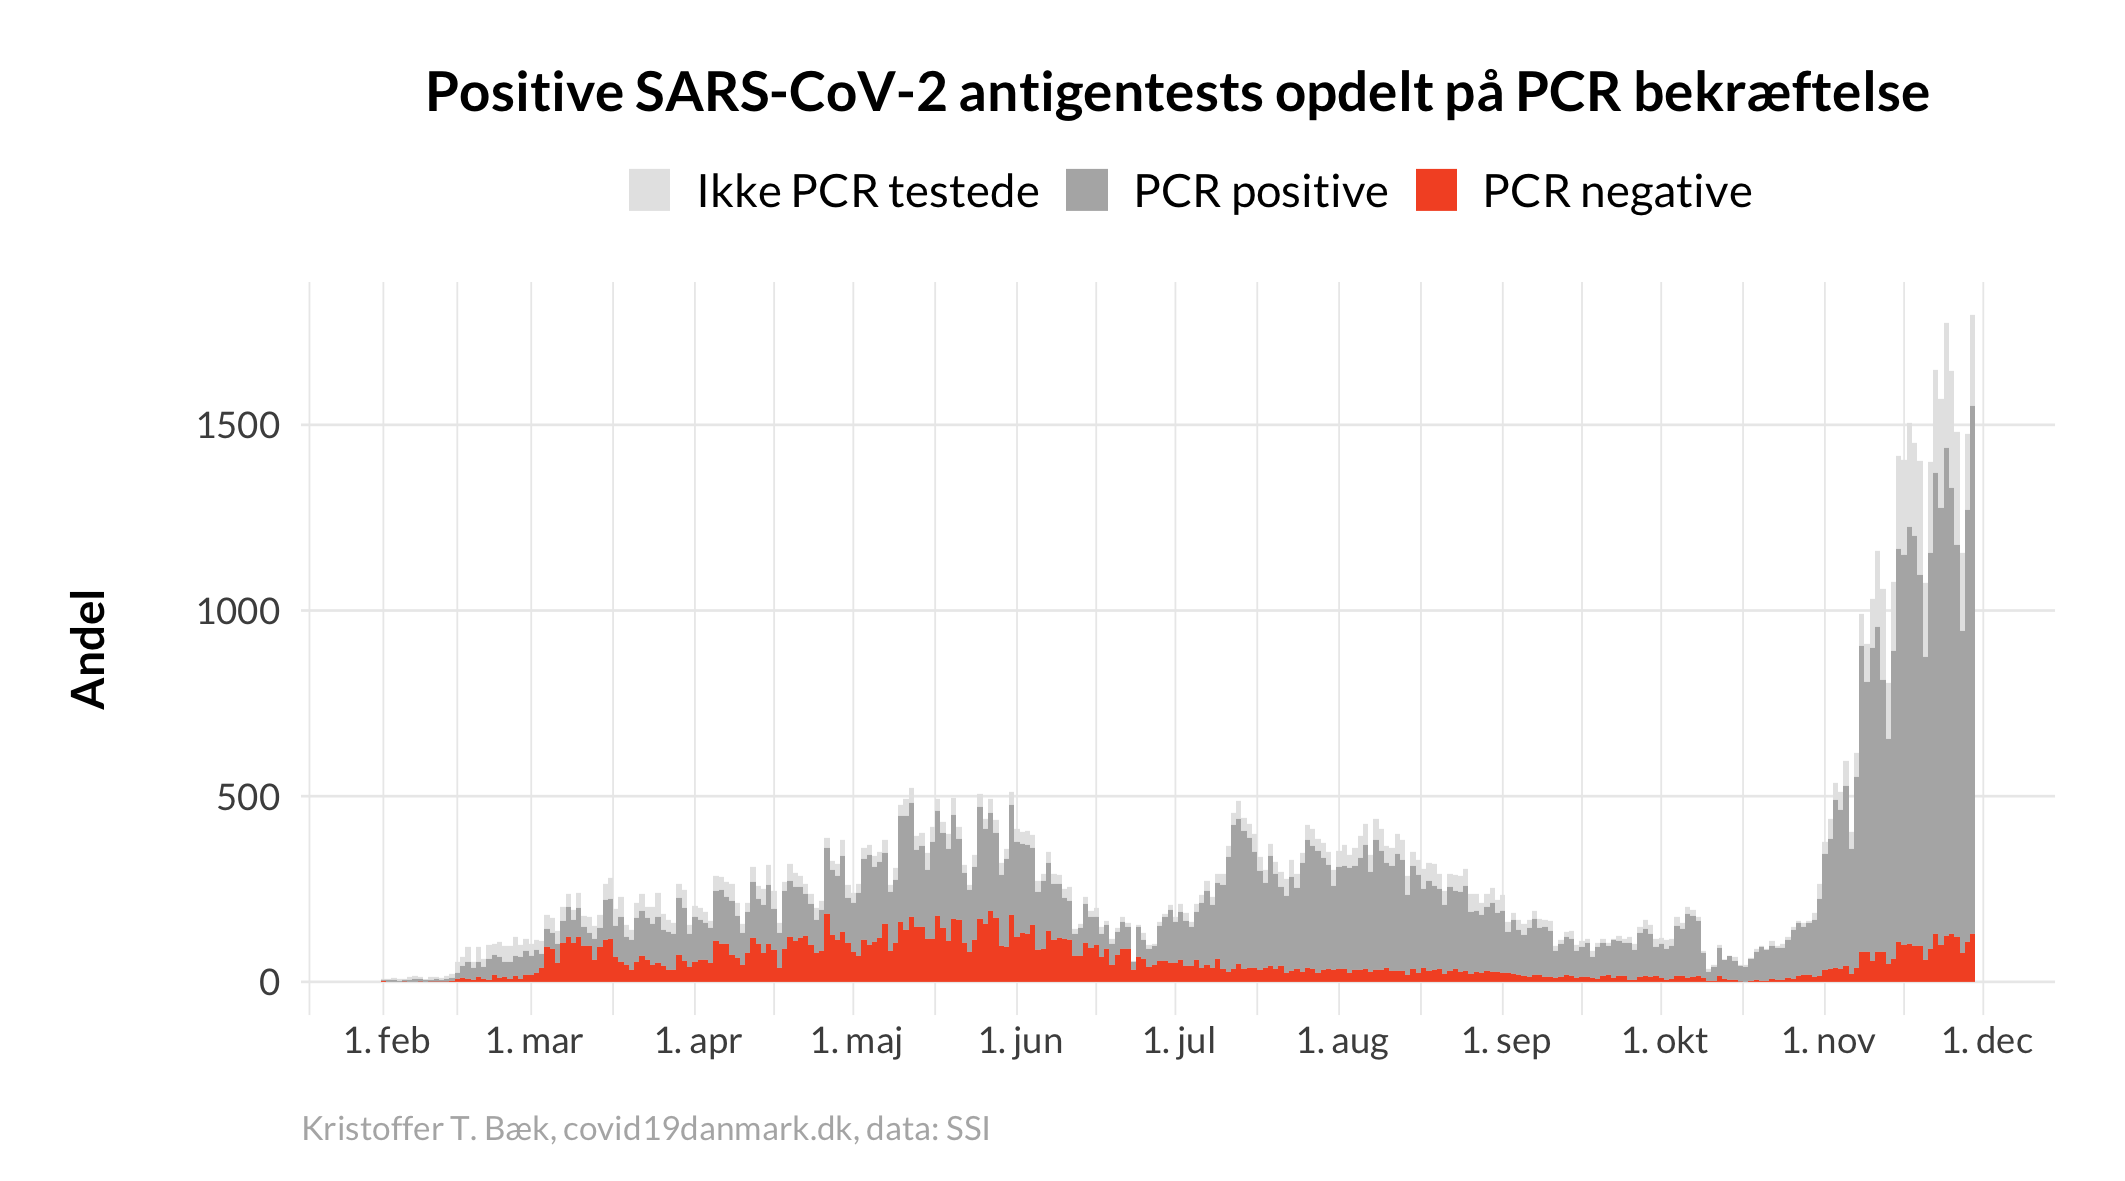 Positive SARS-CoV-2 antigentests opdelt på PCR bekræftelse
Ikke PCR testede PCR positive PCR negative
Andel
1500
1000
500
0
1. feb 1. mar 1. apr 1. maj 1. jun 1. jul 1. aug 1. sep 1. okt 1. nov 1. dec
Kristoffer T. Bæk, covid19danmark.dk, data: SSI